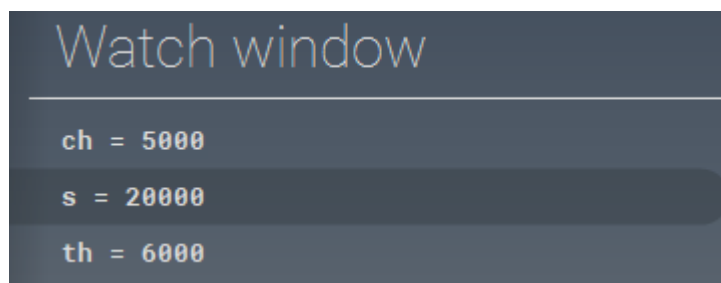 Watch window
ch = 5000
s = 20000
th = 6000